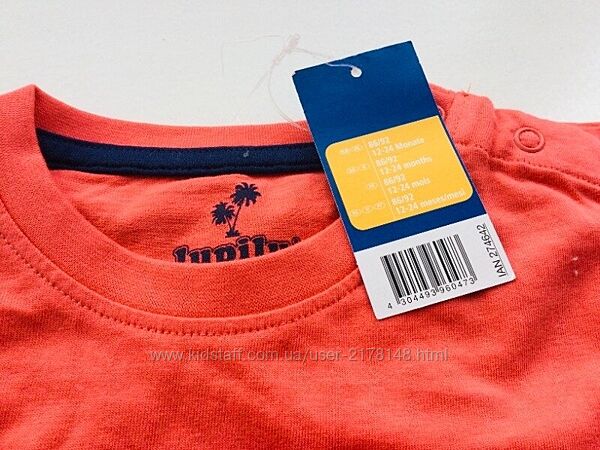 86/92
12-24 Monate
86/92
12-24 months
86/92
12-24 mois
86/92
12-24 meses/mesi
4 304493 960473
IAN 274642
lupilu
www.kidstaff.com.ua/user-2178148.html